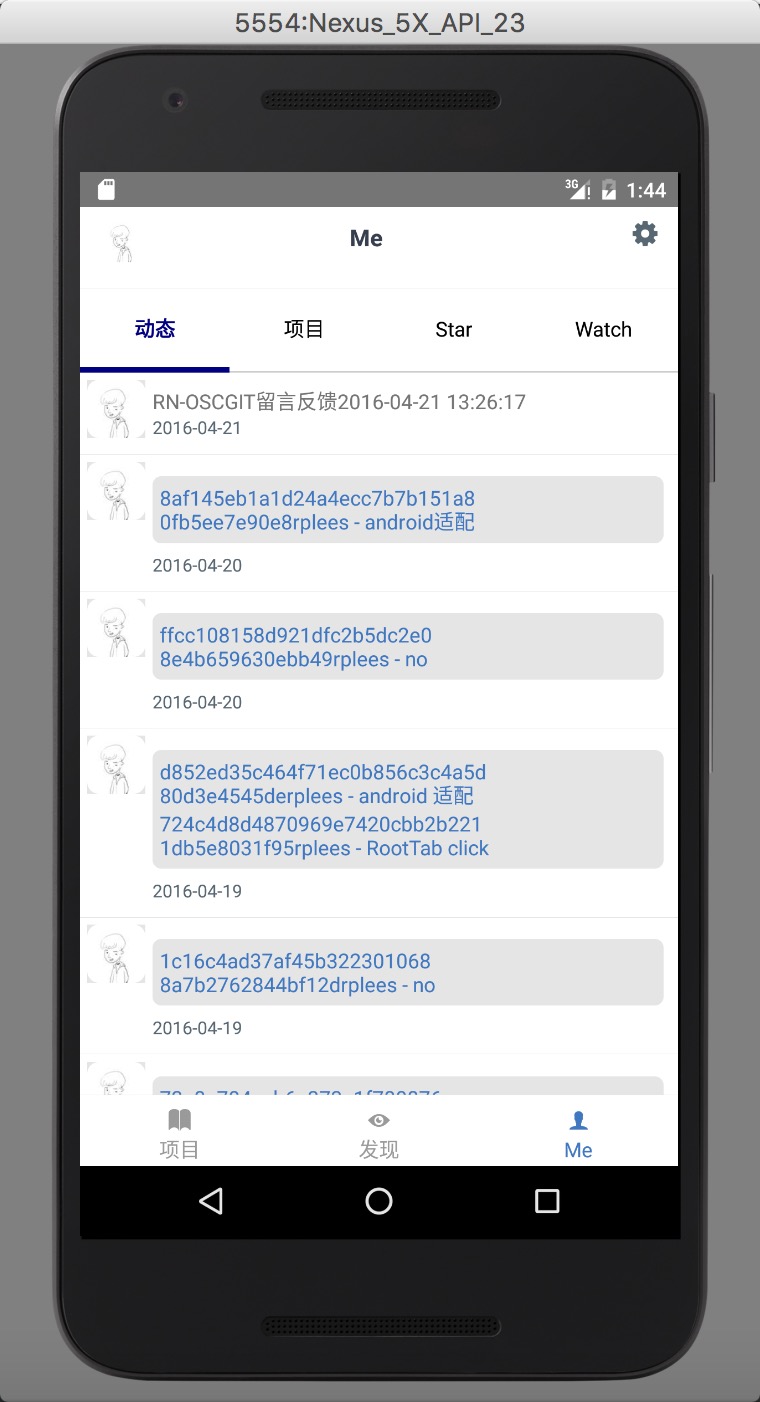 5554:Nexus_5X_API_23
3G
1:44
Me
动态
项目
Star
Watch
RN-OSCGIT留言反馈2016-04-21 13:26:17
2016-04-21
8af145eb1a1d24a4ecc7b7b151a8
0fb5ee7e90e8rplees - android适配
2016-04-20
ffcc108158d921dfc2b5dc2e0
8e4b659630ebb49rplees - no
2016-04-20
d852ed35c464f71ec0b856c3c4a5d
80d3e4545derplees - android 适配
724c4d8d4870969e7420cbb2b221
1db5e8031f95rplees - RootTab click
2016-04-19
1c16c4ad37af45b322301068
8a7b2762844bf12drplees - no
2016-04-19
项目
发现
Me